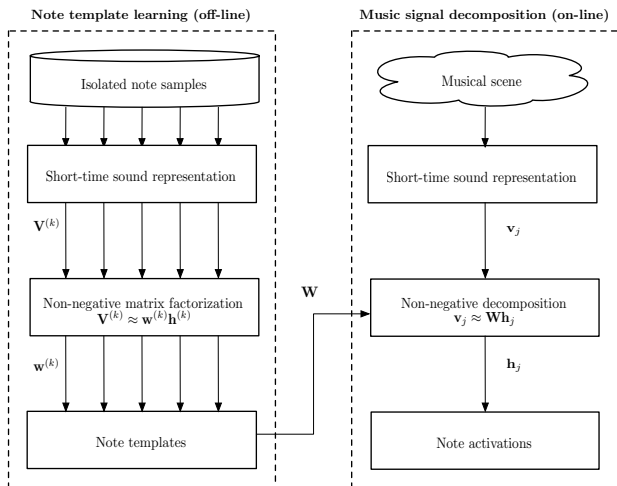 Note template learning (off-line)
Isolated note samples
Short-time sound representation
V^(k)
Non-negative matrix factorization
V^(k) ≈ w^(k)h^(k)
w^(k)
Note templates
W
Music signal decomposition (on-line)
Musical scene
Short-time sound representation
v_j
Non-negative decomposition
v_j ≈ Wh_j
h_j
Note activations